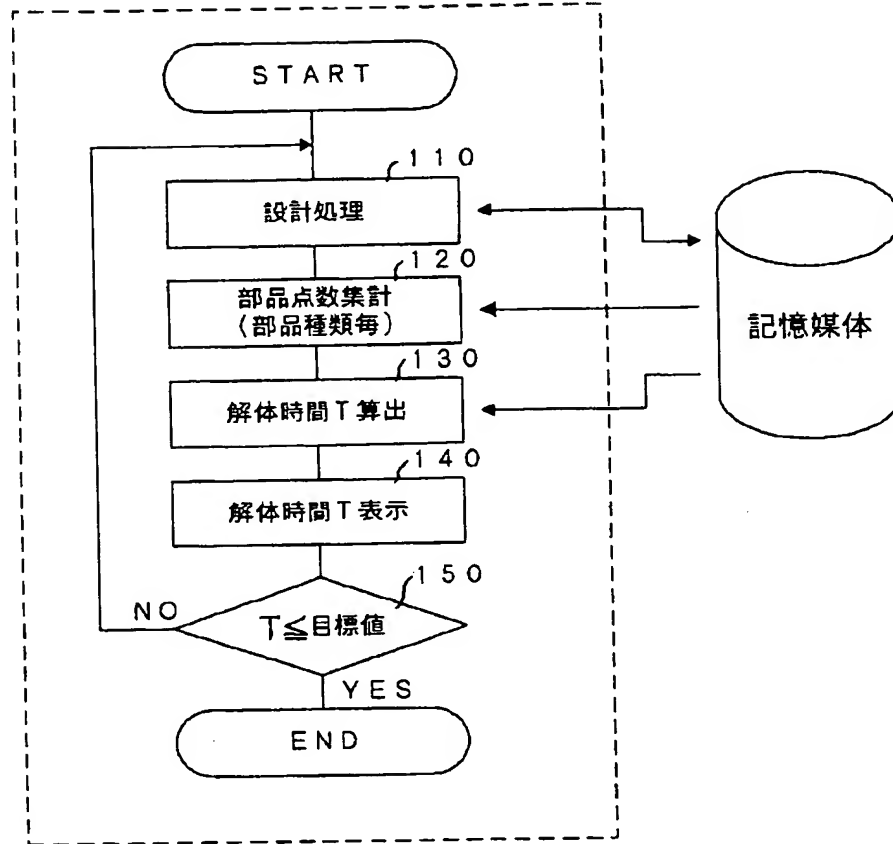 START
110
設計処理
120
部品点数集計
(部品種類毎)
130
解体時間T算出
140
解体時間T表示
150
T≦目標値
NO
YES
END
記憶媒体